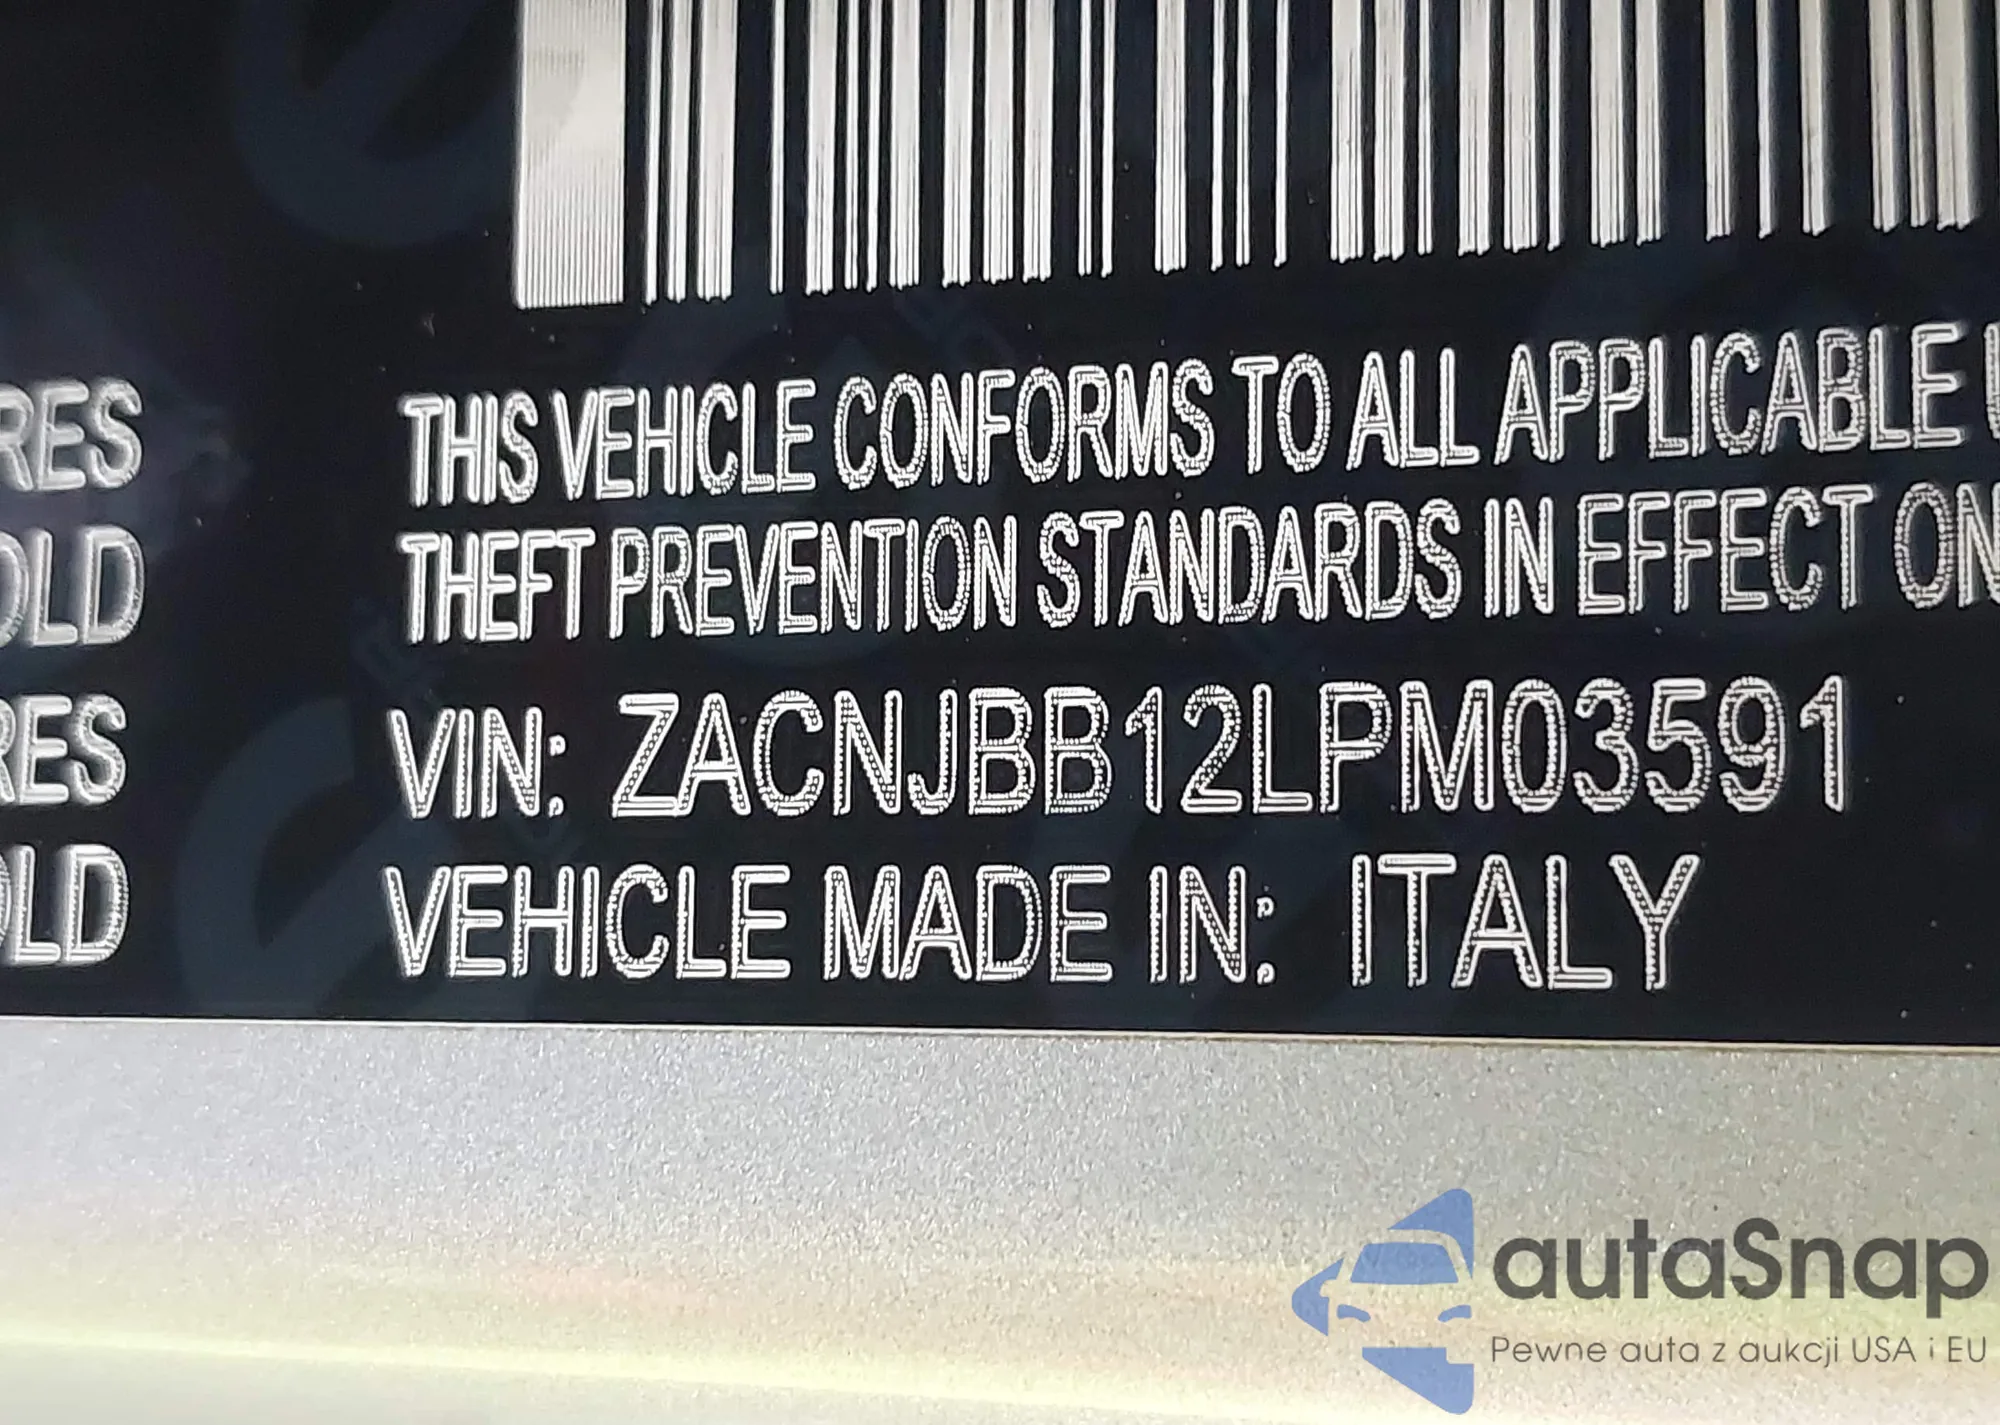 RES
OLD
RES
OLD
THIS VEHICLE CONFORMS TO ALL APPLICABLE U
THEFT PREVENTION STANDARDS IN EFFECT ON
VIN: ZACNJBB12LPM03591
VEHICLE MADE IN: ITALY
autaSnap
Pewne auta z aukcji USA i EU